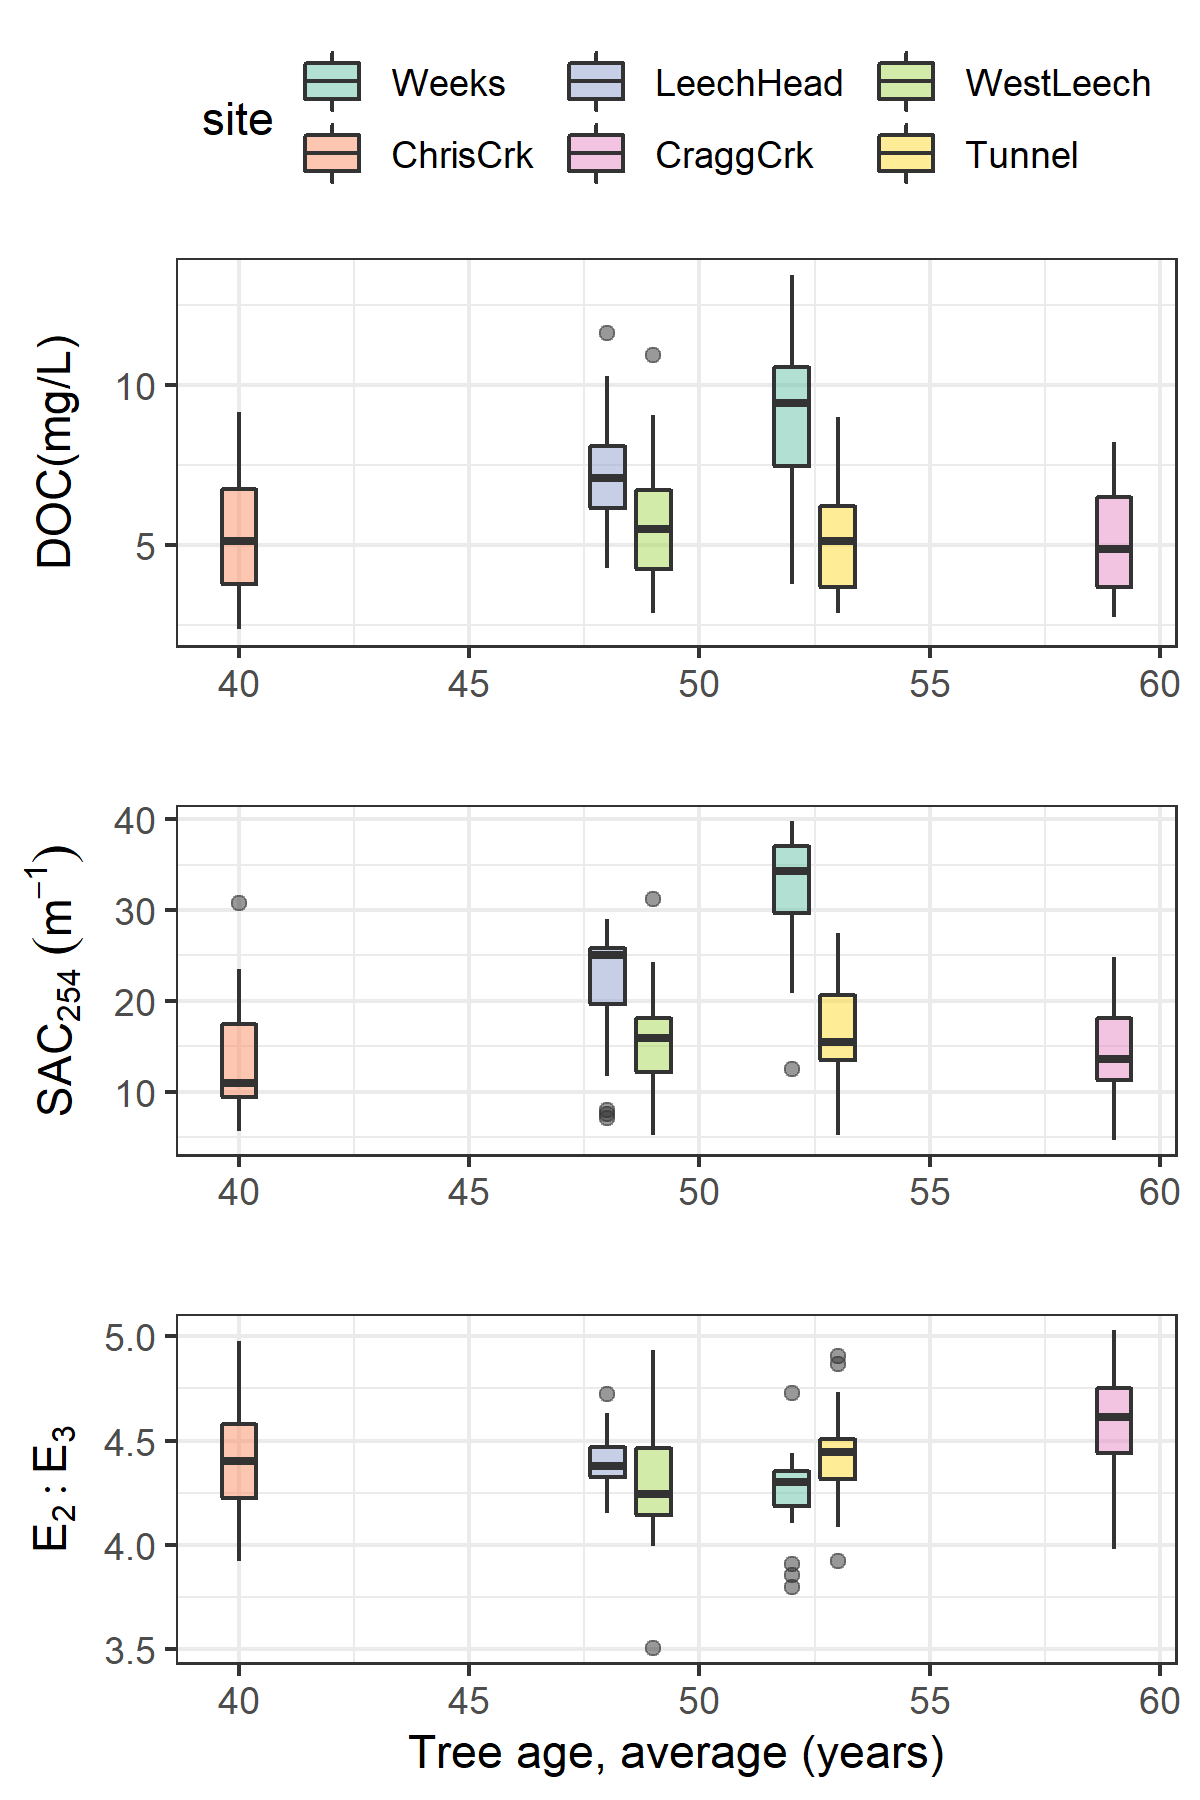 site
Weeks LeechHead WestLeech
ChrisCrk CraggCrk Tunnel
DOC(mg/L)
10
5
40 45 50 55 60
SAC₂₅₄ (m⁻¹)
40
30
20
10
40 45 50 55 60
E₂ : E₃
5.0
4.5
4.0
3.5
40 45 50 55 60
Tree age, average (years)